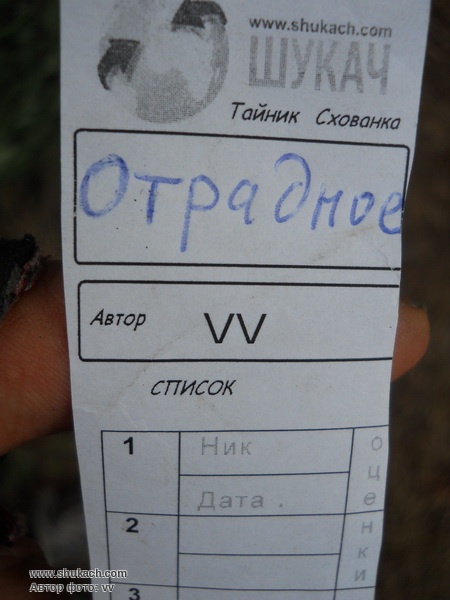 www.shukach.com
ШУКАЧ
Тайник Схованка
Отрадное
Автор VV
СПИСОК
1 Ник
Дата .
оценки
2
3
www.shukach.com
Автор фото: vv